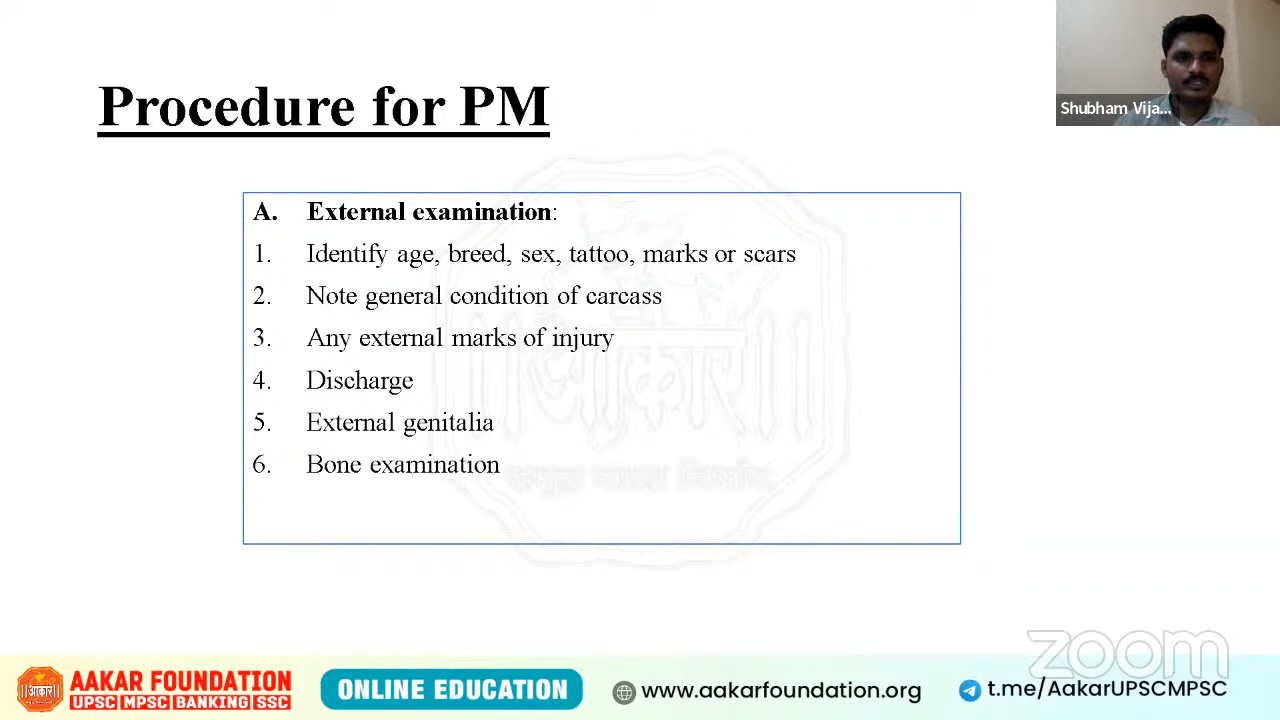 Procedure for PM
Shubham Vija...
A. External examination:
1. Identify age, breed, sex, tattoo, marks or scars
2. Note general condition of carcass
3. Any external marks of injury
4. Discharge
5. External genitalia
6. Bone examination
||आकार||
zoom
||आकार||
AAKAR FOUNDATION
UPSC|MPSC|BANKING|SSC
ONLINE EDUCATION
www.aakarfoundation.org
t.me/AakarUPSCMPSC